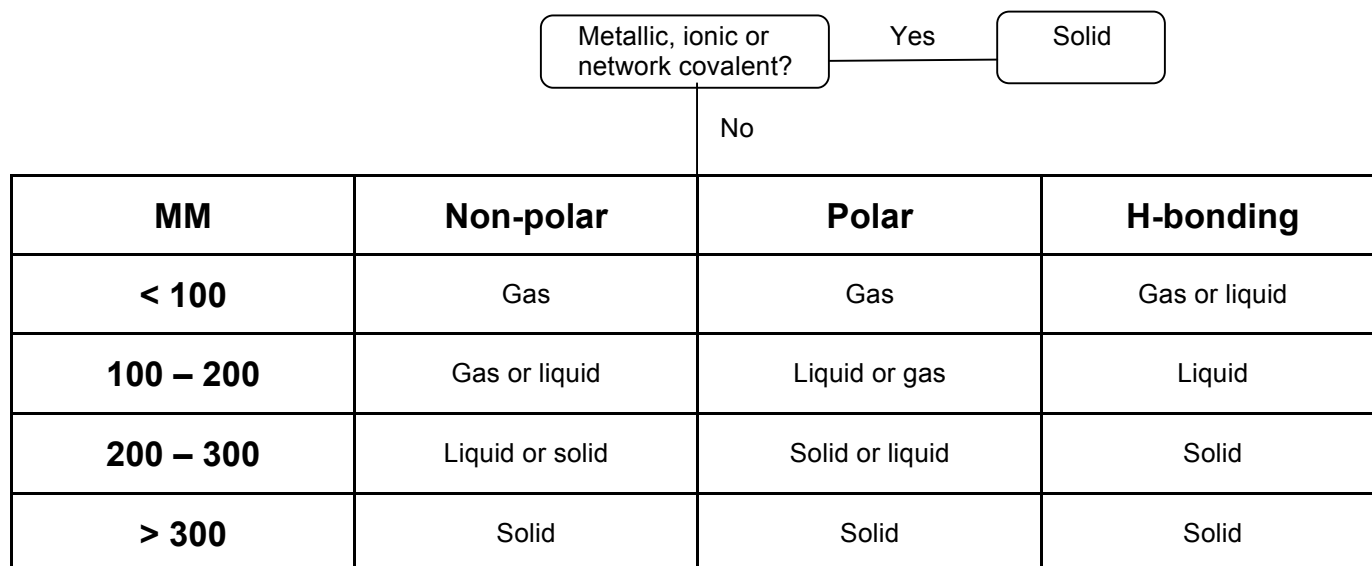 Metallic, ionic or
network covalent?
Yes
Solid
No
MM Non-polar Polar H-bonding
< 100 Gas Gas Gas or liquid
100 – 200 Gas or liquid Liquid or gas Liquid
200 – 300 Liquid or solid Solid or liquid Solid
> 300 Solid Solid Solid